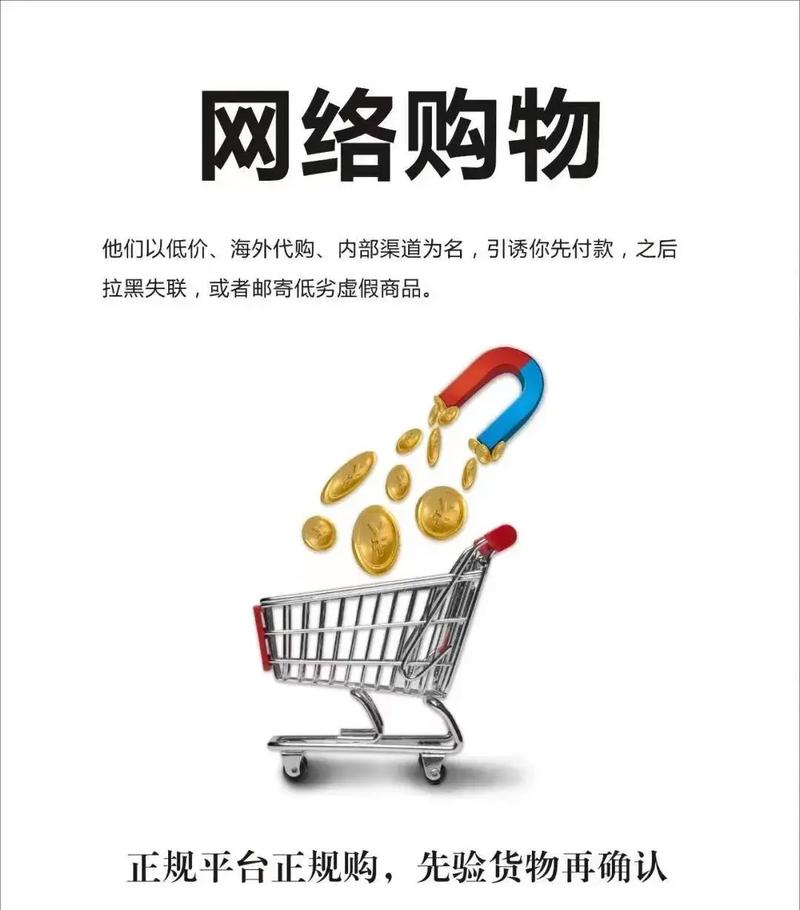 网络购物
他们以低价、海外代购、内部渠道为名，引诱你先付款，之后
拉黑失联，或者邮寄低劣虚假商品。
正规平台正规购，先验货物再确认